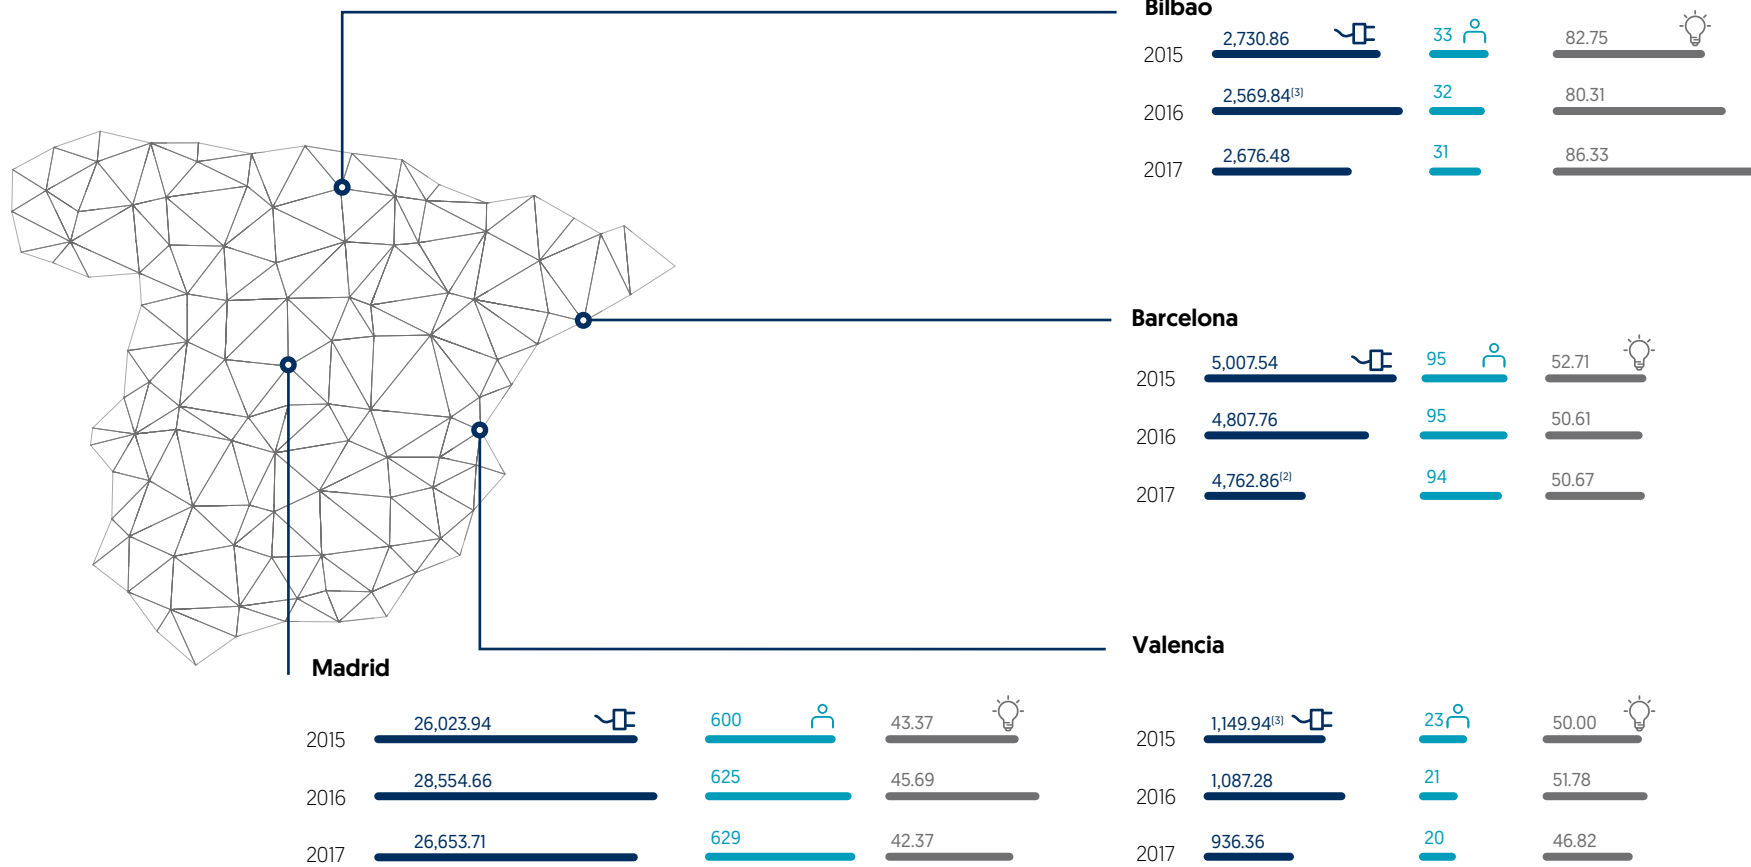 Bilbao
2015 2,730.86 33 82.75
2016 2,569.84(3) 32 80.31
2017 2,676.48 31 86.33
Barcelona
2015 5,007.54 95 52.71
2016 4,807.76 95 50.61
2017 4,762.86(2) 94 50.67
Valencia
2015 1,149.94(3) 23 50.00
2016 1,087.28 21 51.78
2017 936.36 20 46.82
Madrid
2015 26,023.94 600 43.37
2016 28,554.66 625 45.69
2017 26,653.71 629 42.37